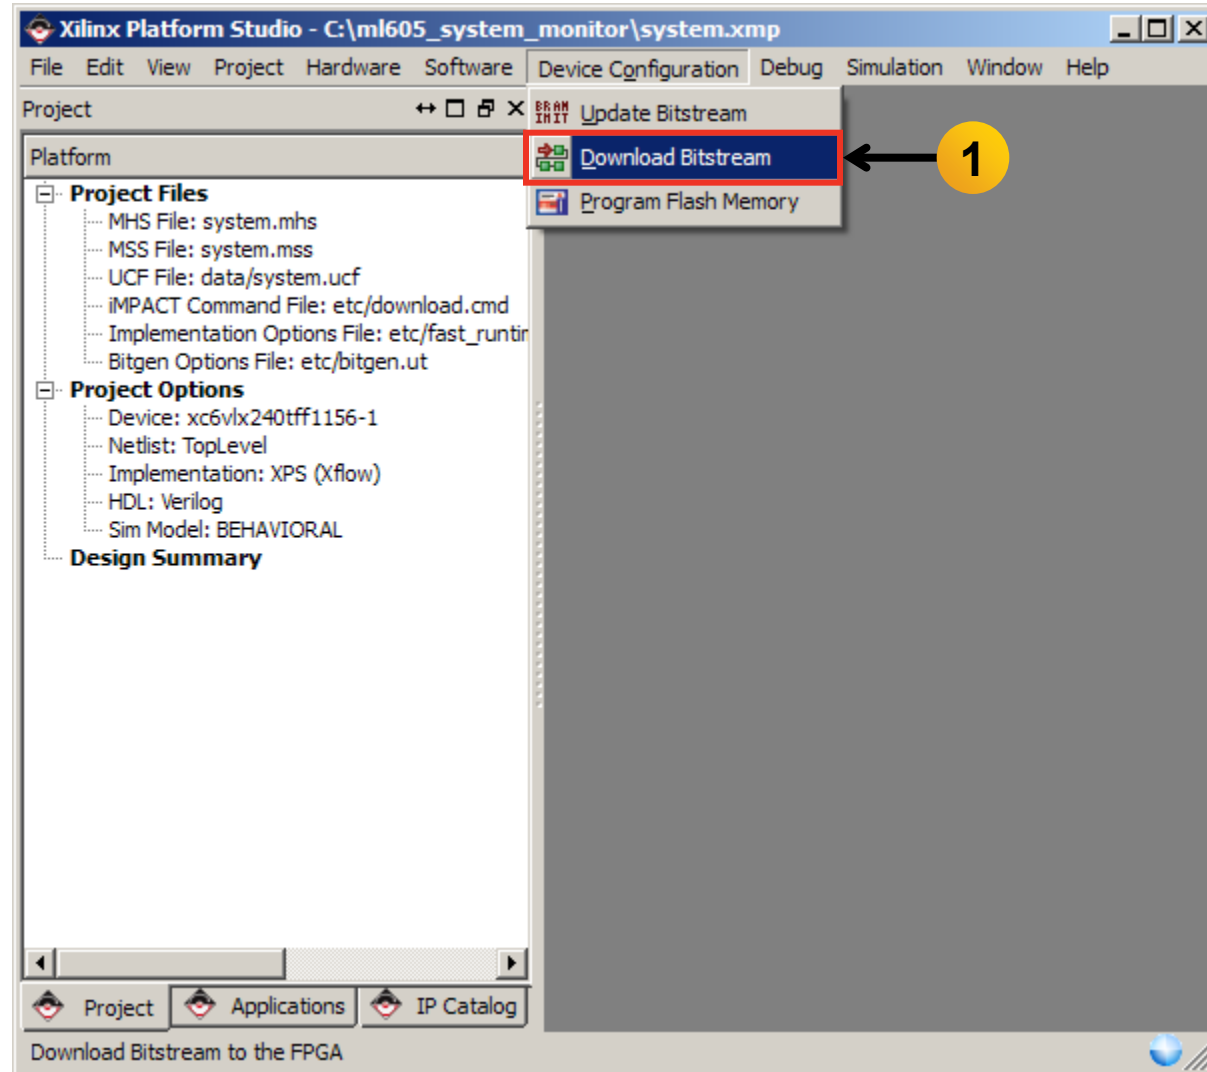 Xilinx Platform Studio - C:\ml605_system_monitor\system.xmp
File Edit View Project Hardware Software Device Configuration Debug Simulation Window Help
Project
BRAM INIT Update Bitstream
Platform
Download Bitstream
1
Program Flash Memory
Project Files
MHS File: system.mhs
MSS File: system.mss
UCF File: data/system.ucf
iMPACT Command File: etc/download.cmd
Implementation Options File: etc/fast_runtin
Bitgen Options File: etc/bitgen.ut
Project Options
Device: xc6vlx240tff1156-1
Netlist: TopLevel
Implementation: XPS (Xflow)
HDL: Verilog
Sim Model: BEHAVIORAL
Design Summary
Project Applications IP Catalog
Download Bitstream to the FPGA